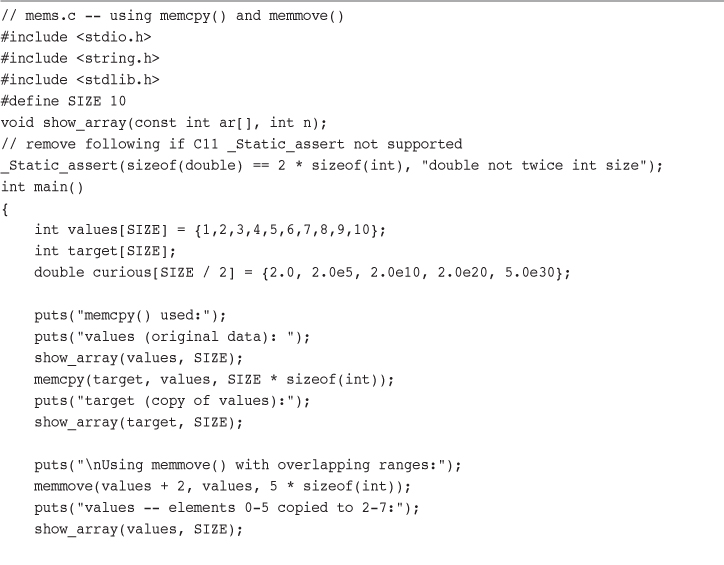 // mems.c -- using memcpy() and memmove()
#include <stdio.h>
#include <string.h>
#include <stdlib.h>
#define SIZE 10
void show_array(const int ar[], int n);
// remove following if C11 _Static_assert not supported
_Static_assert(sizeof(double) == 2 * sizeof(int), "double not twice int size");
int main()
{
    int values[SIZE] = {1,2,3,4,5,6,7,8,9,10};
    int target[SIZE];
    double curious[SIZE / 2] = {2.0, 2.0e5, 2.0e10, 2.0e20, 5.0e30};

    puts("memcpy() used:");
    puts("values (original data): ");
    show_array(values, SIZE);
    memcpy(target, values, SIZE * sizeof(int));
    puts("target (copy of values):");
    show_array(target, SIZE);

    puts("\nUsing memmove() with overlapping ranges:");
    memmove(values + 2, values, 5 * sizeof(int));
    puts("values -- elements 0-5 copied to 2-7:");
    show_array(values, SIZE);